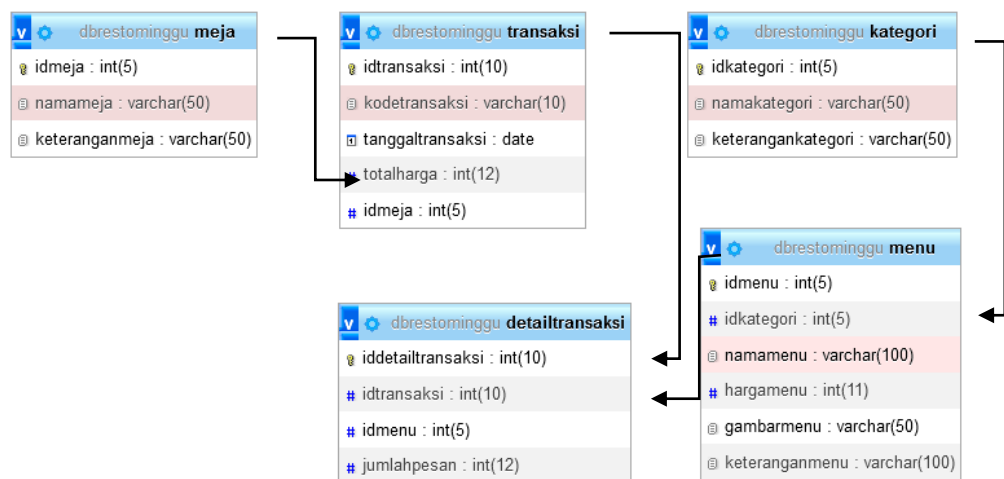 dbrestominggu meja
idmeja : int(5)
namameja : varchar(50)
keteranganmeja : varchar(50)
dbrestominggu transaksi
idtransaksi : int(10)
kodetransaksi : varchar(10)
tanggaltransaksi : date
totalharga : int(12)
idmeja : int(5)
dbrestominggu kategori
idkategori : int(5)
namakategori : varchar(50)
keterangankategori : varchar(50)
dbrestominggu detailtransaksi
iddetailtransaksi : int(10)
idtransaksi : int(10)
idmenu : int(5)
jumlahpesan : int(12)
dbrestominggu menu
idmenu : int(5)
idkategori : int(5)
namamenu : varchar(100)
hargamenu : int(11)
gambarmenu : varchar(50)
keteranganmenu : varchar(100)